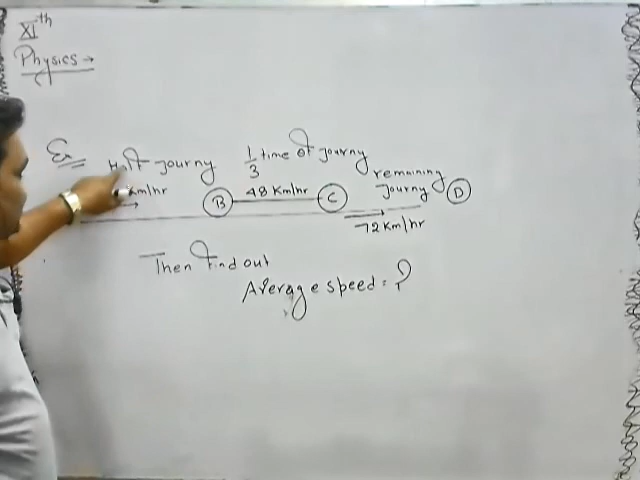 XIth
Physics →
Ex Half journy 1/3 time of journy remaining journy
Km/hr B 48 Km/hr C D
72 Km/hr
Then find out
Average speed = ?